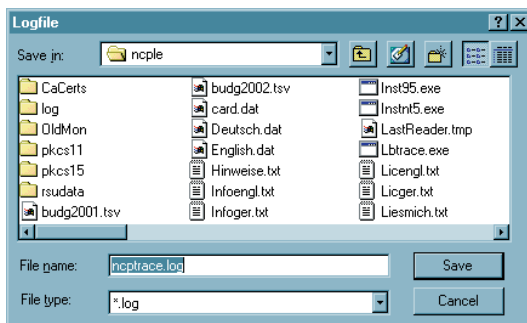 Logfile
Save in: ncple
CaCerts
log
OldMon
pkcs11
pkcs15
rsudata
budg2001.tsv
budg2002.tsv
card.dat
Deutsch.dat
English.dat
Hinweise.txt
Infoengl.txt
Infoger.txt
Inst95.exe
Instnt5.exe
LastReader.tmp
Lbtrace.exe
Licengl.txt
Licger.txt
Liesmich.txt
File name: ncptrace.log Save
File type: *.log Cancel